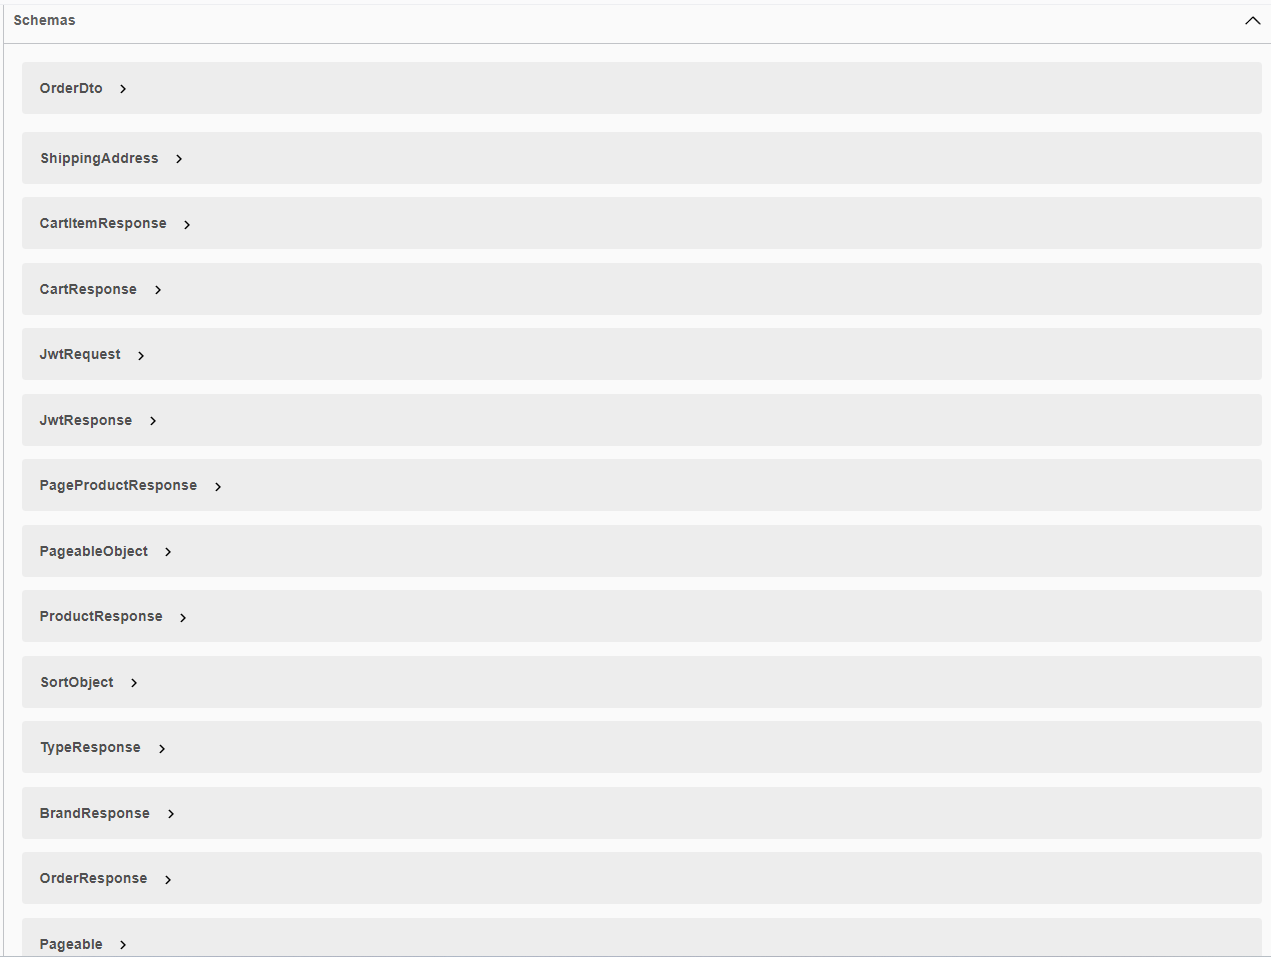 Schemas
OrderDto
ShippingAddress
CartItemResponse
CartResponse
JwtRequest
JwtResponse
PageProductResponse
PageableObject
ProductResponse
SortObject
TypeResponse
BrandResponse
OrderResponse
Pageable